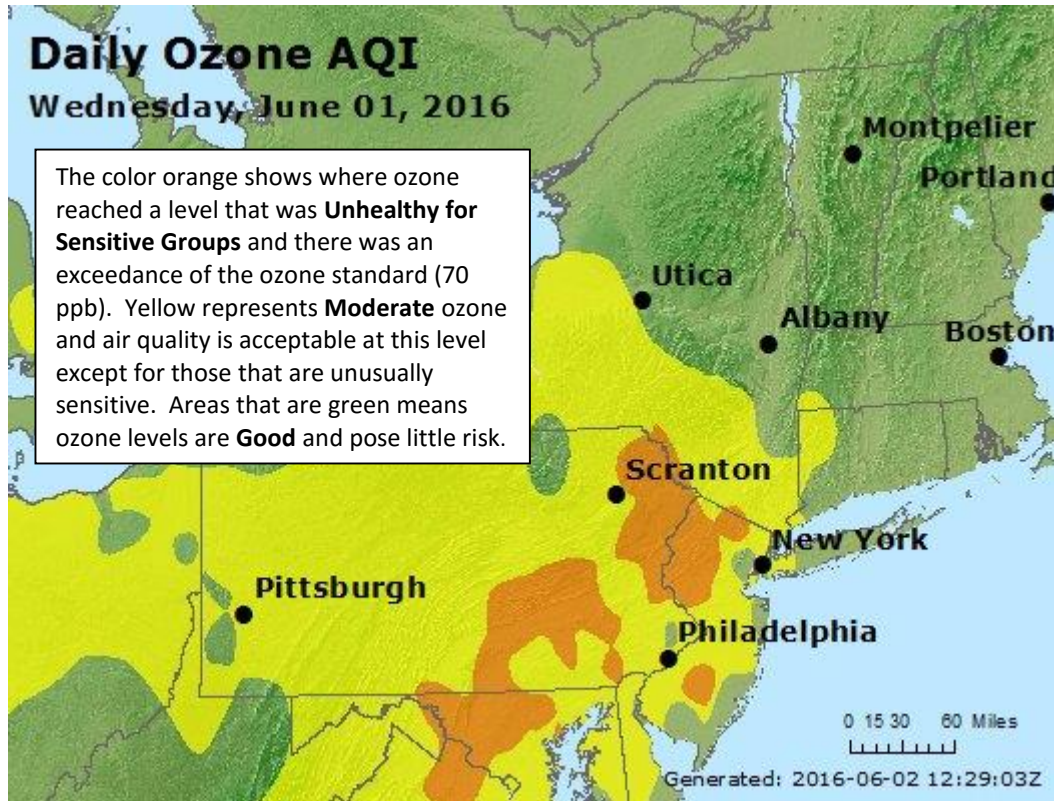 Daily Ozone AQI
Wednesday, June 01, 2016
The color orange shows where ozone
reached a level that was Unhealthy for
Sensitive Groups and there was an
exceedance of the ozone standard (70
ppb). Yellow represents Moderate ozone
and air quality is acceptable at this level
except for those that are unusually
sensitive. Areas that are green means
ozone levels are Good and pose little risk.
Montpelier
Portland
Utica
Albany
Boston
Scranton
New York
Pittsburgh
Philadelphia
0 15 30 60 Miles
Generated: 2016-06-02 12:29:03Z